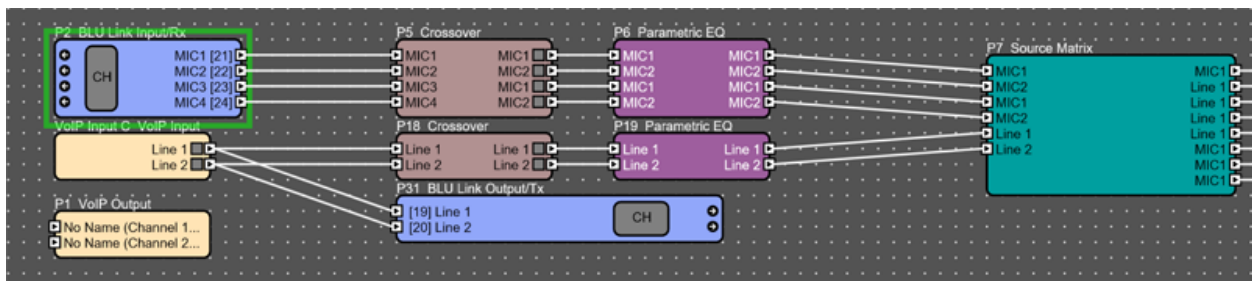 P2 BLU Link Input/Rx
CH
MIC1 [21]
MIC2 [22]
MIC3 [23]
MIC4 [24]
P5 Crossover
MIC1 MIC1
MIC2 MIC2
MIC3 MIC1
MIC4 MIC2
P6 Parametric EQ
MIC1 MIC1
MIC2 MIC2
MIC1 MIC1
MIC2 MIC2
P7 Source Matrix
MIC1 MIC1
MIC2 Line 1
MIC1 Line 1
MIC2 Line 1
Line 1 Line 1
Line 2 MIC1
MIC1
MIC1
VoIP Input C VoIP Input
Line 1
Line 2
P18 Crossover
Line 1 Line 1
Line 2 Line 2
P19 Parametric EQ
Line 1 Line 1
Line 2 Line 2
P31 BLU Link Output/Tx
[19] Line 1
[20] Line 2
CH
P1 VoIP Output
No Name (Channel 1...
No Name (Channel 2...